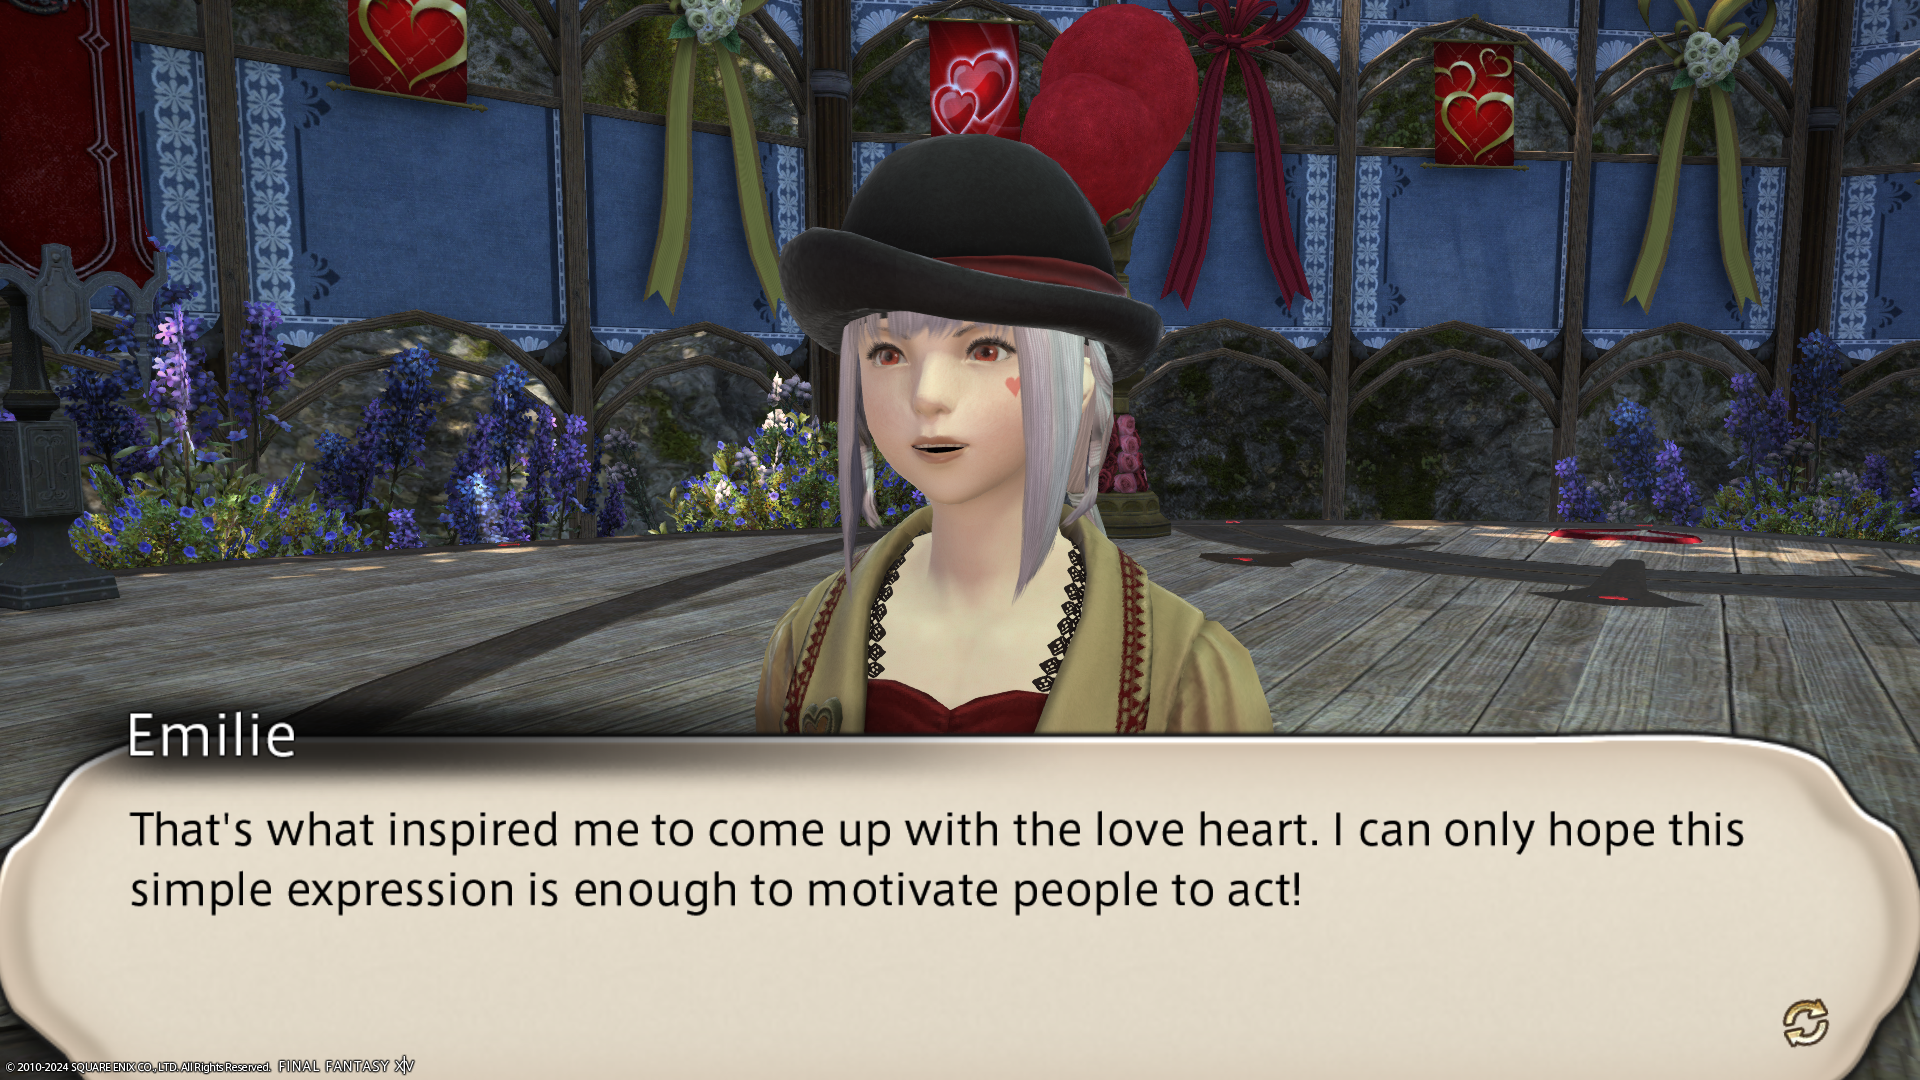 Emilie
That's what inspired me to come up with the love heart. I can only hope this
simple expression is enough to motivate people to act!
© 2010-2024 SQUARE ENIX CO., LTD. All Rights Reserved. FINAL FANTASY XIV